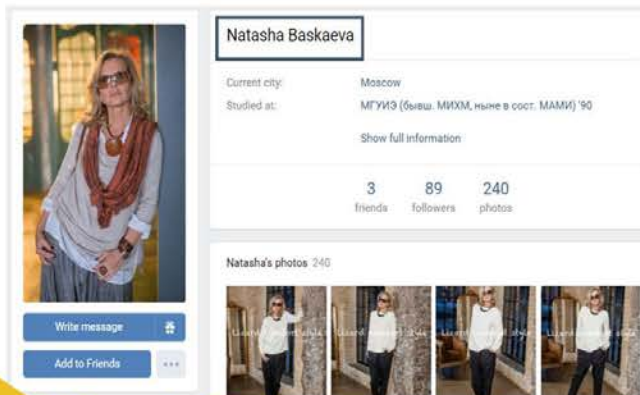 Natasha Baskaeva
Current city: Moscow
Studied at: МГУИЭ (бывш. МИХМ, ныне в сост. МАМИ) '90
Show full information
3 89 240
friends followers photos
Write message
Add to Friends
Natasha's photos 240